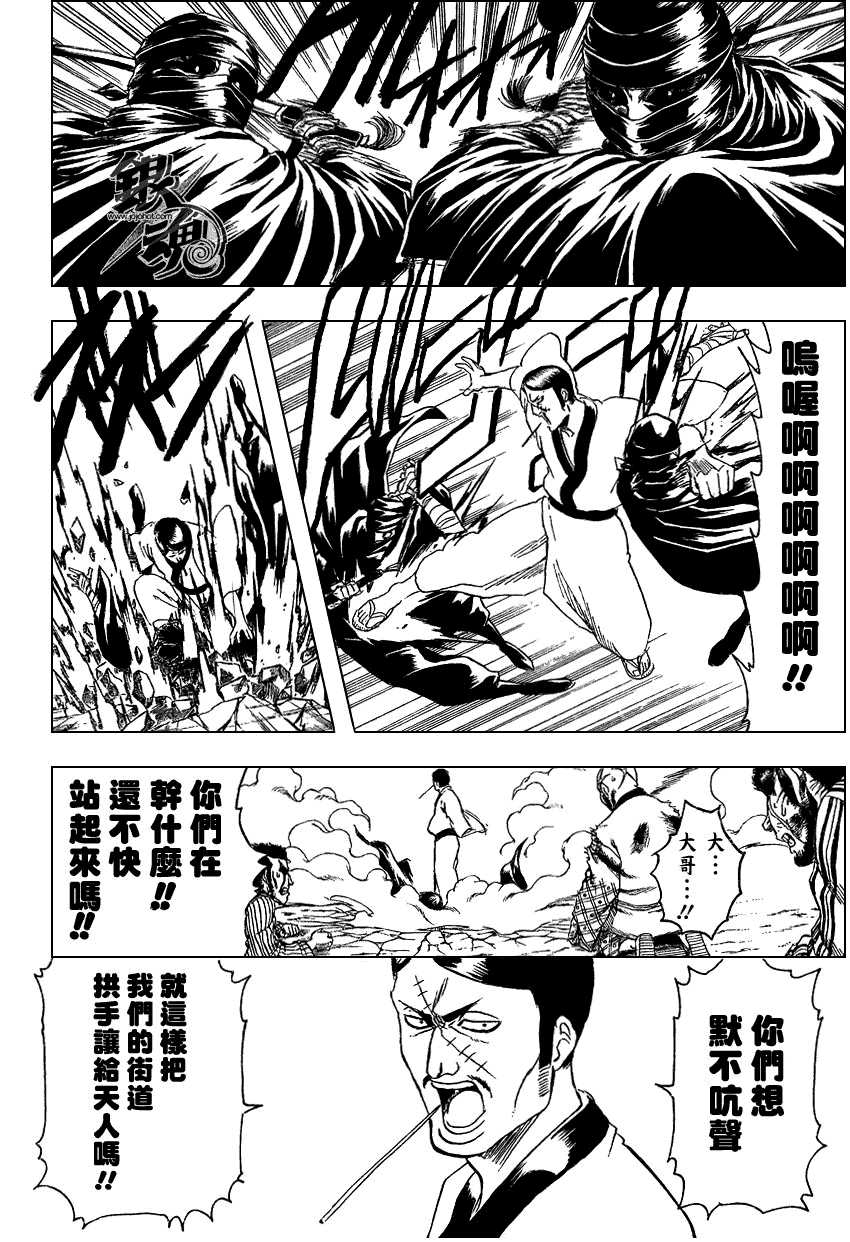 銀魂
www.jojohot.com
嗚喔啊啊啊啊啊啊!!
大…
大哥…!!
你們在
幹什麼!!
還不快
站起來嗎!!
你們想
默不吭聲
就這樣把
我們的街道
拱手讓給天人嗎!!